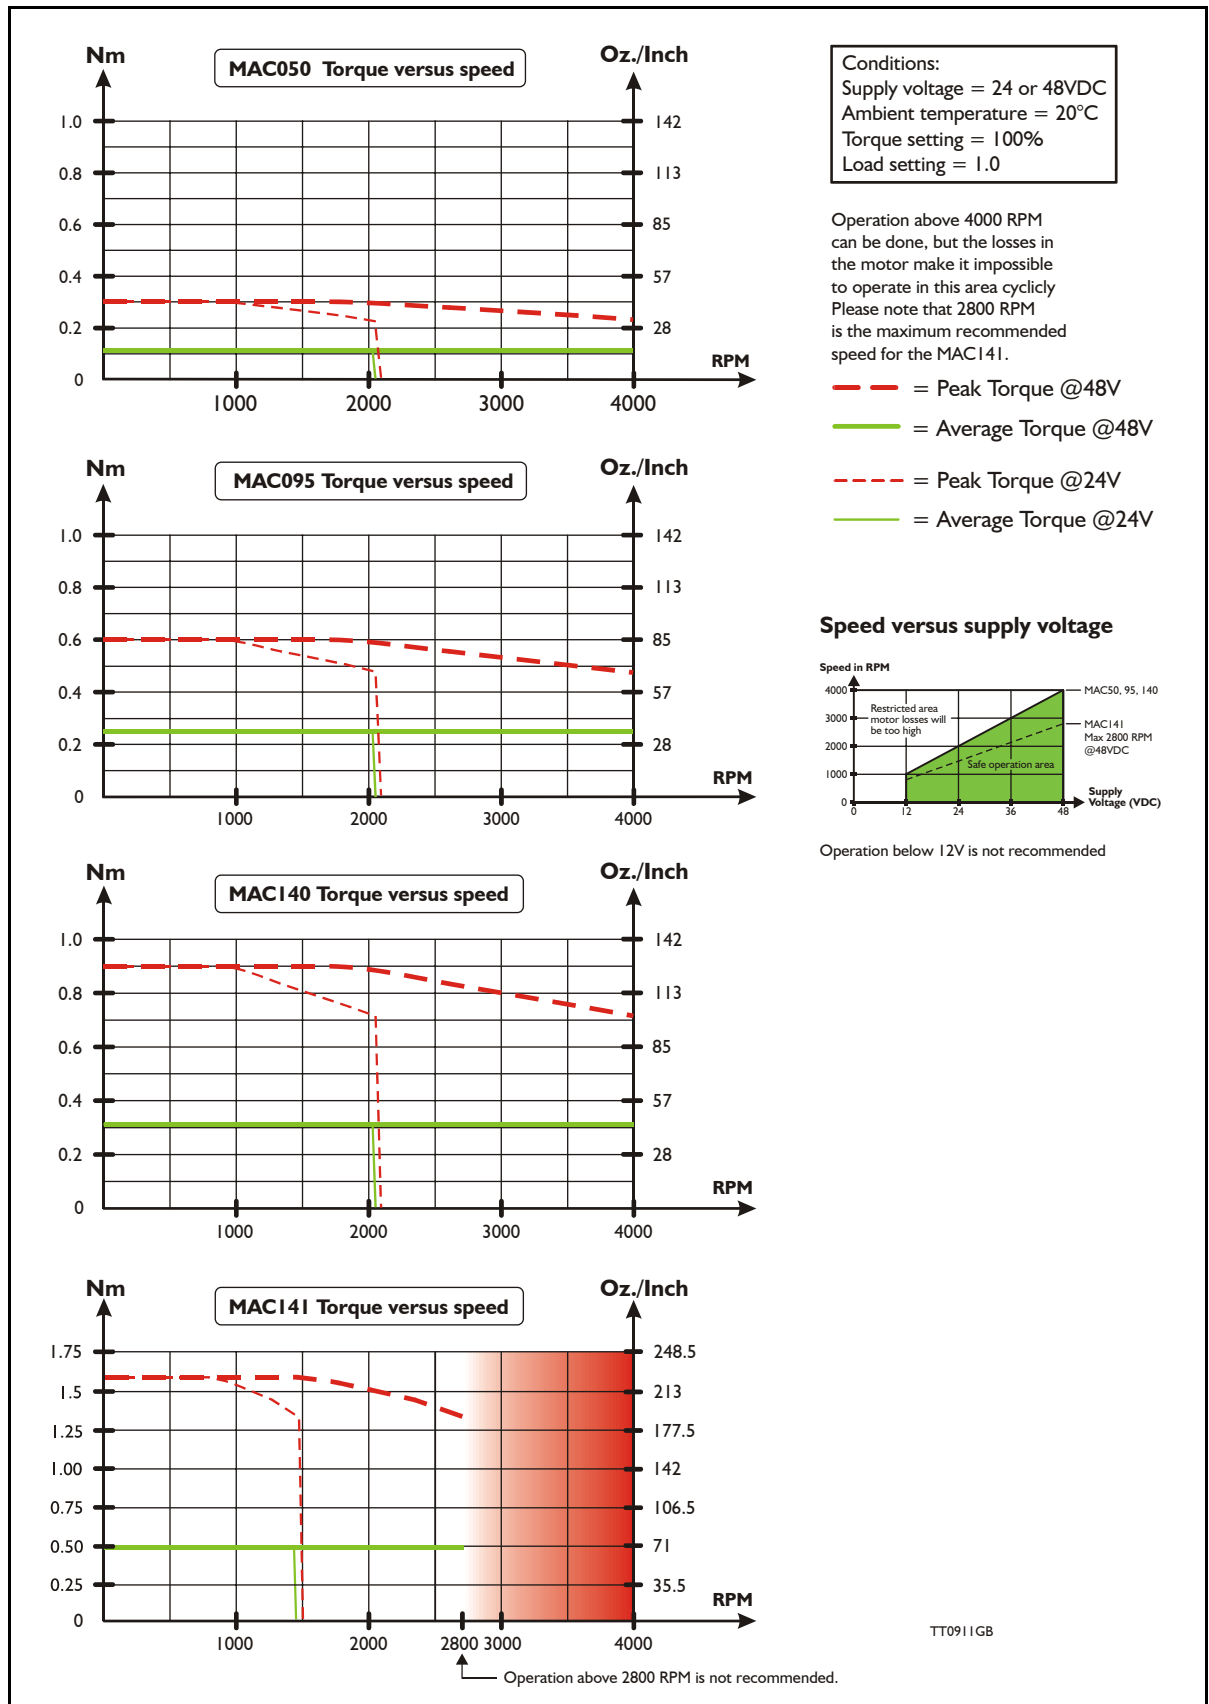 Nm
MAC050 Torque versus speed
Oz./Inch
1.0
0.8
0.6
0.4
0.2
0
142
113
85
57
28
RPM
1000
2000
3000
4000
Nm
MAC095 Torque versus speed
Oz./Inch
1.0
0.8
0.6
0.4
0.2
0
142
113
85
57
28
RPM
1000
2000
3000
4000
Nm
MAC140 Torque versus speed
Oz./Inch
1.0
0.8
0.6
0.4
0.2
0
142
113
85
57
28
RPM
1000
2000
3000
4000
Nm
MAC141 Torque versus speed
Oz./Inch
1.75
1.5
1.25
1.00
0.75
0.50
0.25
0
248.5
213
177.5
142
106.5
71
35.5
RPM
1000
2000
2800
3000
4000
Operation above 2800 RPM is not recommended.
Conditions:
Supply voltage = 24 or 48VDC
Ambient temperature = 20°C
Torque setting = 100%
Load setting = 1.0
Operation above 4000 RPM
can be done, but the losses in
the motor make it impossible
to operate in this area cyclicly
Please note that 2800 RPM
is the maximum recommended
speed for the MAC141.
= Peak Torque @48V
= Average Torque @48V
= Peak Torque @24V
= Average Torque @24V
Speed versus supply voltage
Speed in RPM
4000
3000
2000
1000
0
Restricted area
motor losses will
be too high
Safe operation area
MAC50, 95, 140
MAC141
Max 2800 RPM
@48VDC
Supply
Voltage (VDC)
0
12
24
36
48
Operation below 12V is not recommended
TT0911GB